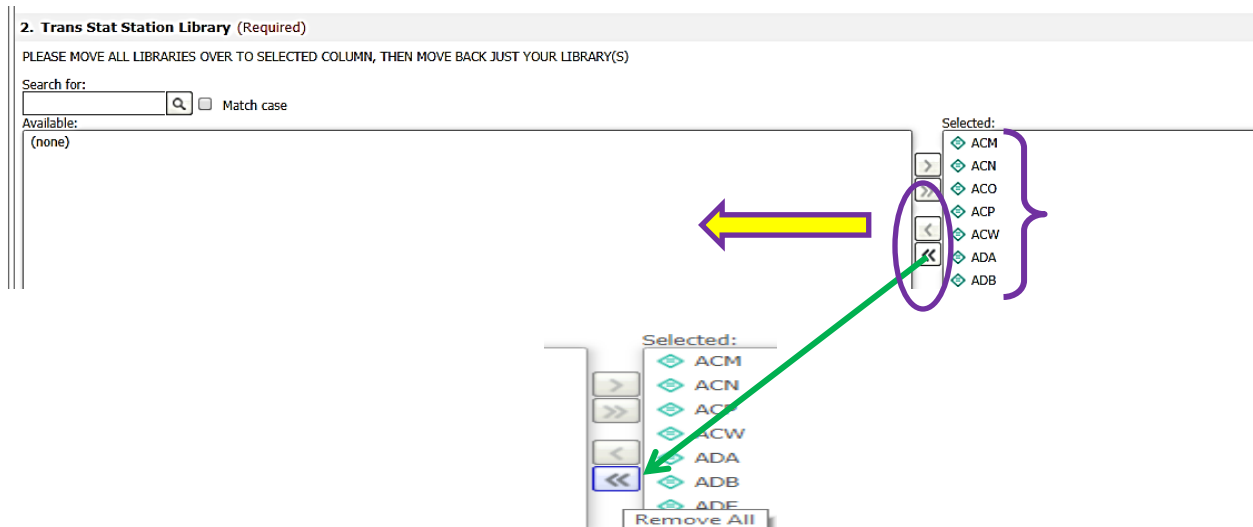 2. Trans Stat Station Library (Required)
PLEASE MOVE ALL LIBRARIES OVER TO SELECTED COLUMN, THEN MOVE BACK JUST YOUR LIBRARY(S)
Search for:
Match case
Available:
Selected:
(none)
ACM
ACN
ACO
ACP
ACW
ADA
ADB
>
>>
<
<<
Selected:
ACM
ACN
ACP
ACW
ADA
ADB
>
>>
<
<<
Remove All